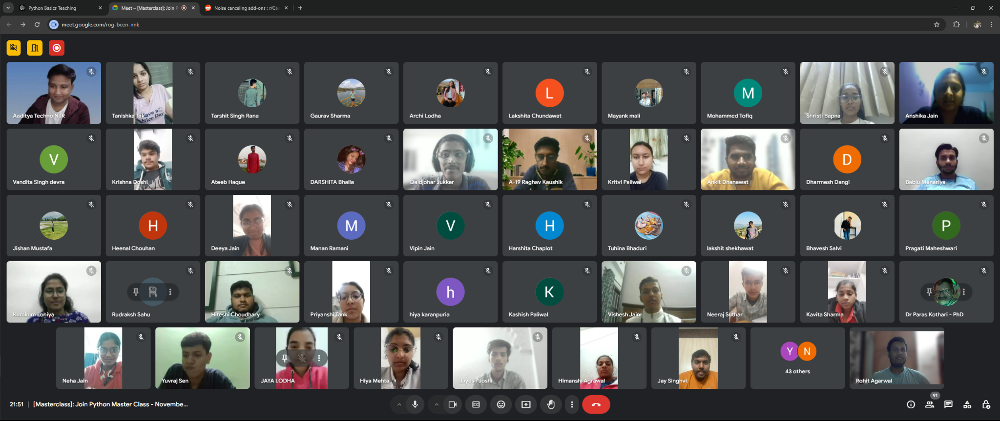 Python Basics Teaching
Meet – [Masterclass]: Join P
Noise canceling add-ons : r/Ca
meet.google.com/rog-bcen-nnk
Aaditya Techno NJR
Have a
Nice Day
Tanishka Tak
Tarshit Singh Rana
Gaurav Sharma
Archi Lodha
L
Lakshita Chundawat
Mayank mali
M
Mohammed Tofiq
Shristi Bapna
Anshika Jain
V
Vandita Singh devra
Krishna Doshi
Ateeb Haque
DARSHITA Bhalla
Qaidjohar Jukker
A-19 Raghav Kaushik
Kritvi Paliwal
Ankit Dhanawat
D
Dharmesh Dangi
Bablu Menariya
Jishan Mustafa
H
Heenal Chouhan
Deeya Jain
M
Manan Ramani
V
Vipin Jain
H
Harshita Chaplot
Tuhina Bhaduri
lakshit shekhawat
Bhavesh Salvi
P
Pragati Maheshwari
Kumkum Lohiya
R
Rudraksh Sahu
Hiteshi Choudhary
Priyanshi Tank
h
hiya karanpuria
K
Kashish Paliwal
Vishesh Jain
Neeraj Suthar
Kavita Sharma
Dr Paras Kothari - PhD
Neha Jain
Yuvraj Sen
JAYA LODHA
Hiya Mehta
Jayesh Joshi
Himanshi Agrawal
Jay Singhvi
Y N
43 others
Rohit Agarwal
21:51 | [Masterclass]: Join Python Master Class - Novembe...
91